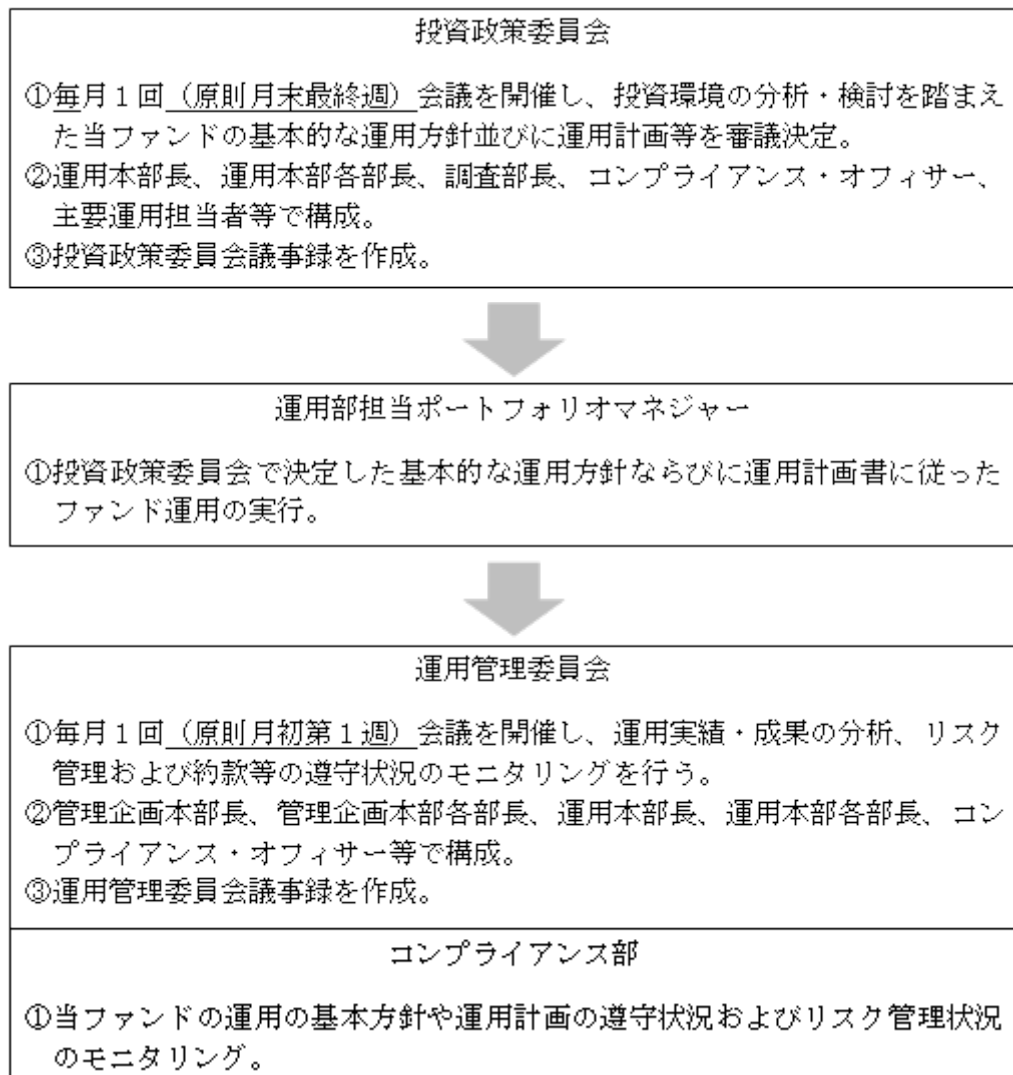 投資政策委員会
①毎月１回（原則月末最終週）会議を開催し、投資環境の分析・検討を踏まえ
た当ファンドの基本的な運用方針並びに運用計画等を審議決定。
②運用本部長、運用本部各部長、調査部長、コンプライアンス・オフィサー、
主要運用担当者等で構成。
③投資政策委員会議事録を作成。
運用部担当ポートフォリオマネジャー
①投資政策委員会で決定した基本的な運用方針ならびに運用計画書に従った
ファンド運用の実行。
運用管理委員会
①毎月１回（原則月初第１週）会議を開催し、運用実績・成果の分析、リスク
管理および約款等の遵守状況のモニタリングを行う。
②管理企画本部長、管理企画本部各部長、運用本部長、運用本部各部長、コン
プライアンス・オフィサー等で構成。
③運用管理委員会議事録を作成。
コンプライアンス部
①当ファンドの運用の基本方針や運用計画の遵守状況およびリスク管理状況
のモニタリング。